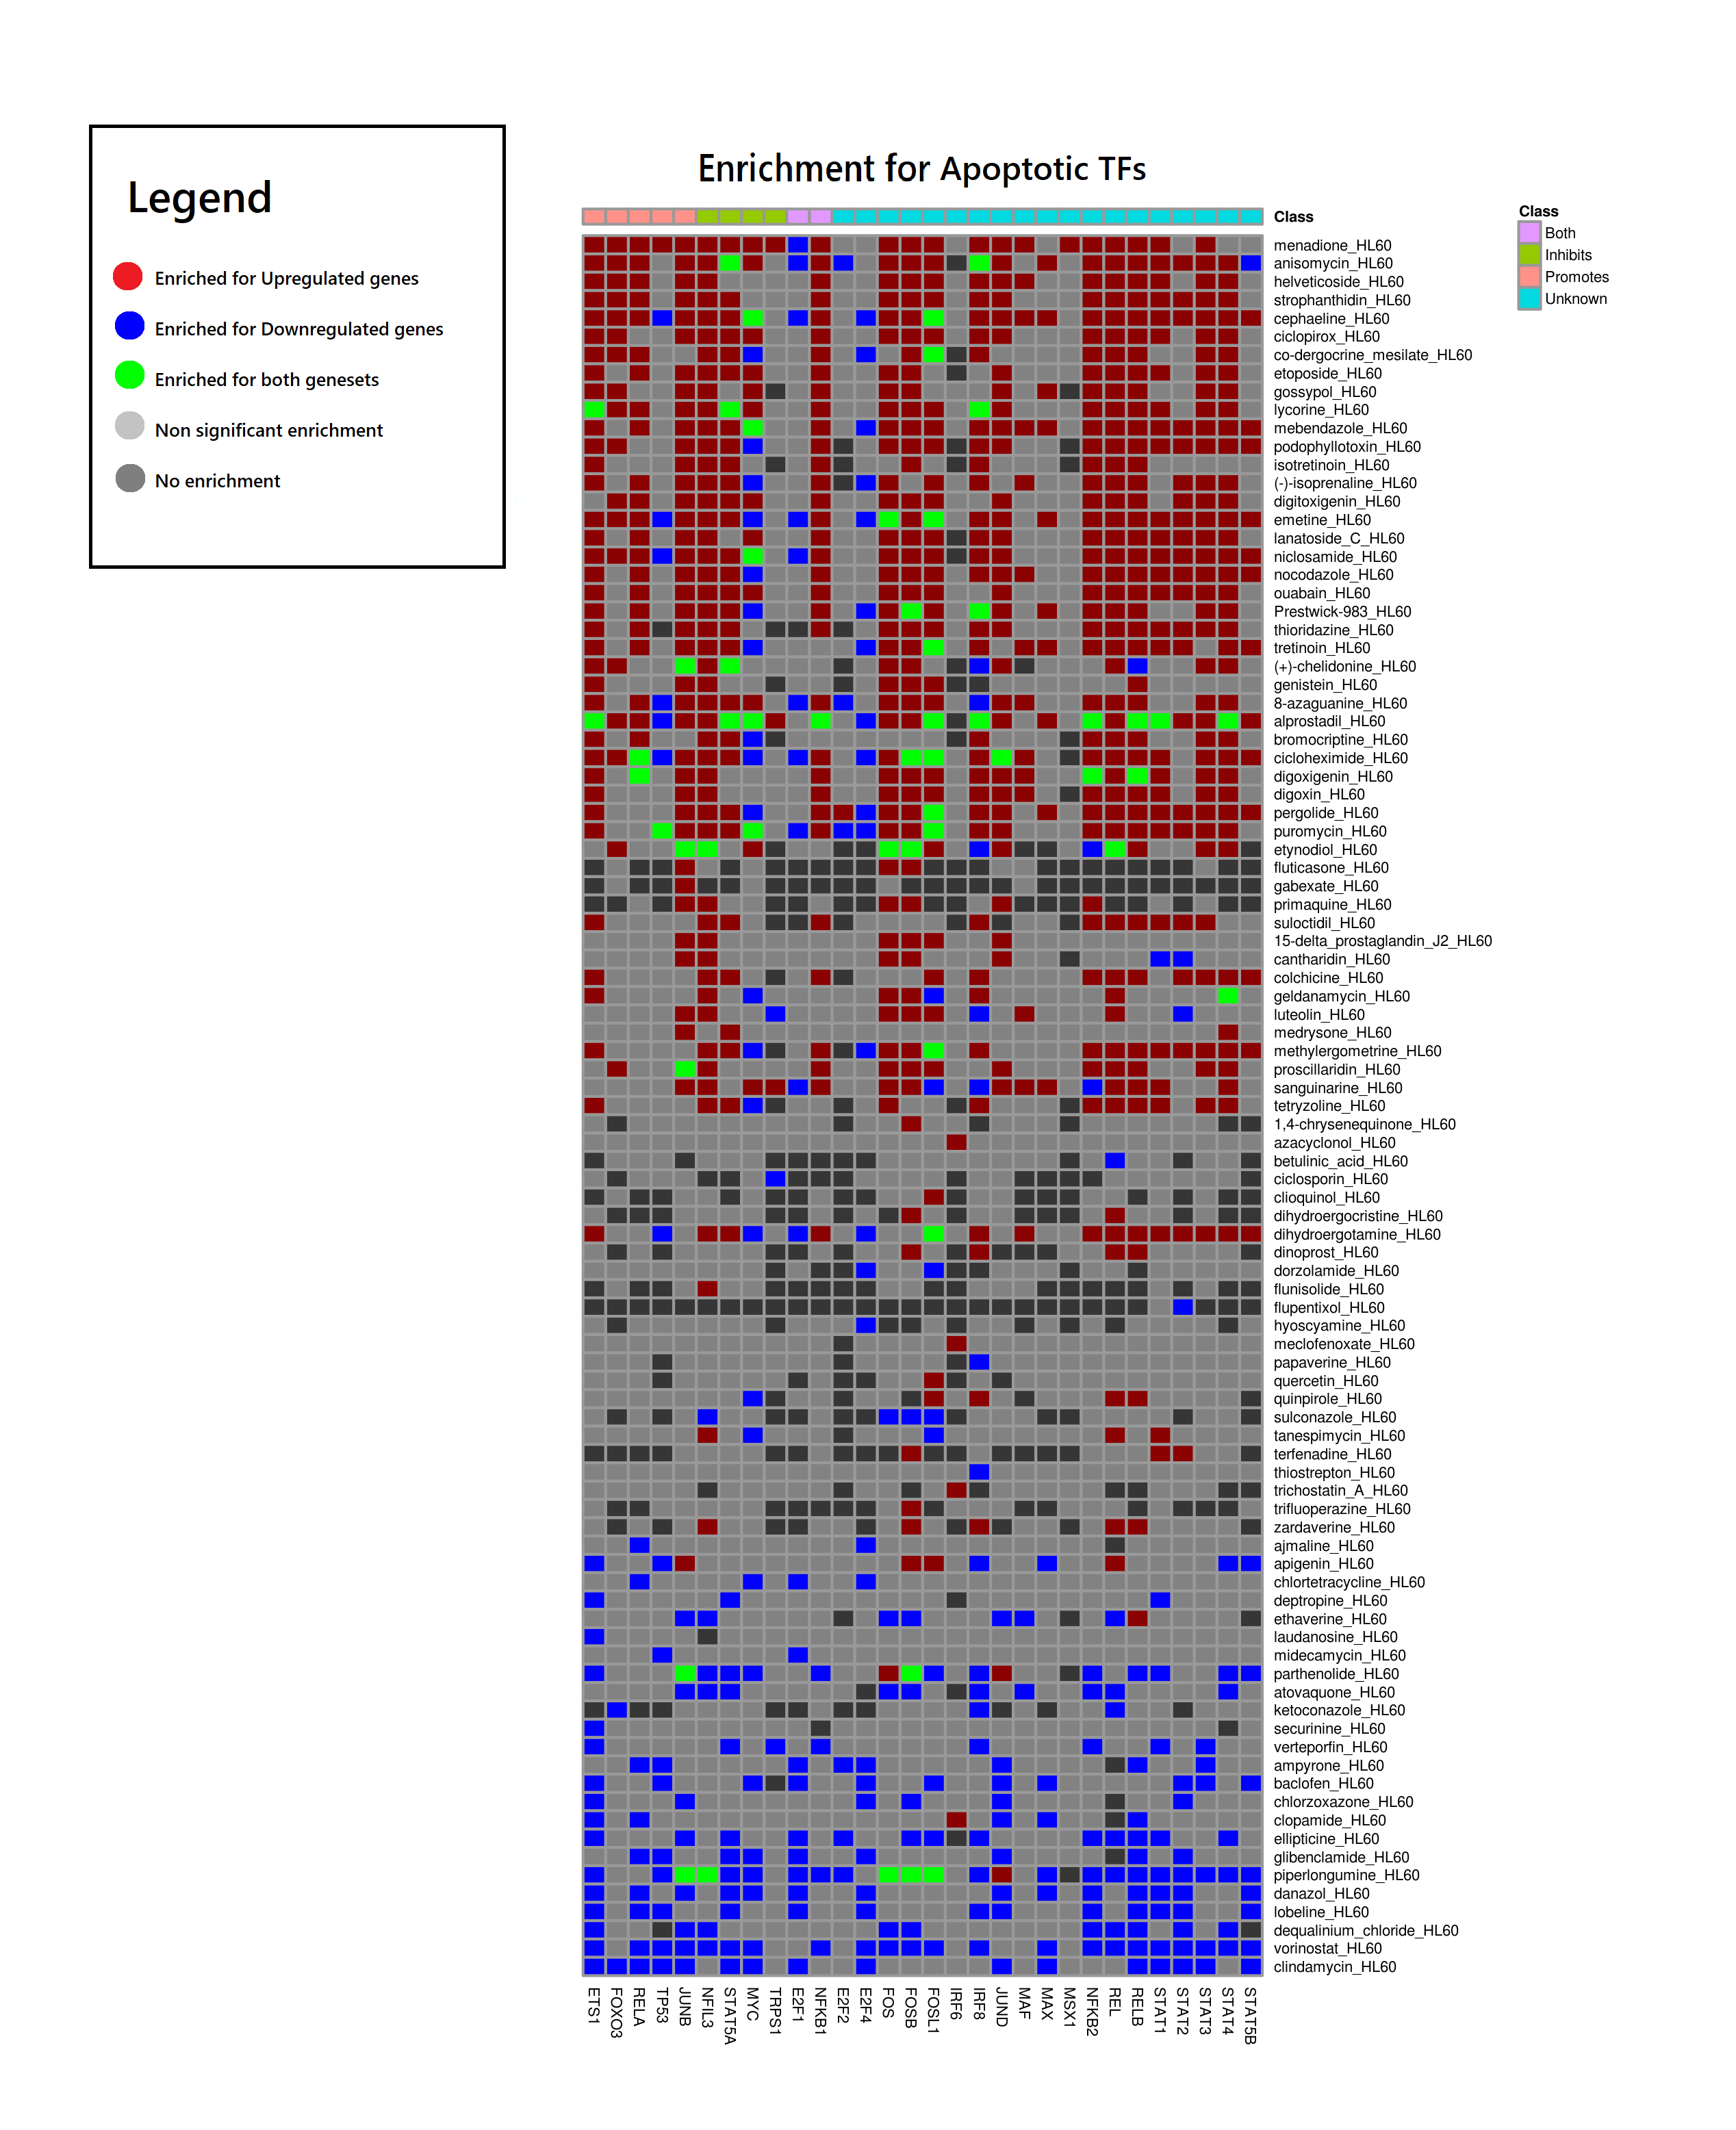 Legend
Enriched for Upregulated genes
Enriched for Downregulated genes
Enriched for both genesets
Non significant enrichment
No enrichment
Enrichment for Apoptotic TFs
Class
Class
Both
Inhibits
Promotes
Unknown
menadione_HL60
anisomycin_HL60
helveticoside_HL60
strophanthidin_HL60
cephaeline_HL60
ciclopirox_HL60
co-dergocrine_mesilate_HL60
etoposide_HL60
gossypol_HL60
lycorine_HL60
mebendazole_HL60
podophyllotoxin_HL60
isotretinoin_HL60
(-)-isoprenaline_HL60
digitoxigenin_HL60
emetine_HL60
lanatoside_C_HL60
niclosamide_HL60
nocodazole_HL60
ouabain_HL60
Prestwick-983_HL60
thioridazine_HL60
tretinoin_HL60
(+)-chelidonine_HL60
genistein_HL60
8-azaguanine_HL60
alprostadil_HL60
bromocriptine_HL60
cicloheximide_HL60
digoxigenin_HL60
digoxin_HL60
pergolide_HL60
puromycin_HL60
etynodiol_HL60
fluticasone_HL60
gabexate_HL60
primaquine_HL60
suloctidil_HL60
15-delta_prostaglandin_J2_HL60
cantharidin_HL60
colchicine_HL60
geldanamycin_HL60
luteolin_HL60
medrysone_HL60
methylergometrine_HL60
proscillaridin_HL60
sanguinarine_HL60
tetryzoline_HL60
1,4-chrysenequinone_HL60
azacyclonol_HL60
betulinic_acid_HL60
ciclosporin_HL60
clioquinol_HL60
dihydroergocristine_HL60
dihydroergotamine_HL60
dinoprost_HL60
dorzolamide_HL60
flunisolide_HL60
flupentixol_HL60
hyoscyamine_HL60
meclofenoxate_HL60
papaverine_HL60
quercetin_HL60
quinpirole_HL60
sulconazole_HL60
tanespimycin_HL60
terfenadine_HL60
thiostrepton_HL60
trichostatin_A_HL60
trifluoperazine_HL60
zardaverine_HL60
ajmaline_HL60
apigenin_HL60
chlortetracycline_HL60
deptropine_HL60
ethaverine_HL60
laudanosine_HL60
midecamycin_HL60
parthenolide_HL60
atovaquone_HL60
ketoconazole_HL60
securinine_HL60
verteporfin_HL60
ampyrone_HL60
baclofen_HL60
chlorzoxazone_HL60
clopamide_HL60
ellipticine_HL60
glibenclamide_HL60
piperlongumine_HL60
danazol_HL60
lobeline_HL60
dequalinium_chloride_HL60
vorinostat_HL60
clindamycin_HL60
ETS1
FOXO3
RELA
TP53
JUNB
NFIL3
STAT5A
MYC
TRPS1
E2F1
NFKB1
E2F2
E2F4
FOS
FOSB
FOSL1
IRF6
IRF8
JUND
MAF
MAX
MSX1
NFKB2
REL
RELB
STAT1
STAT2
STAT3
STAT4
STAT5B